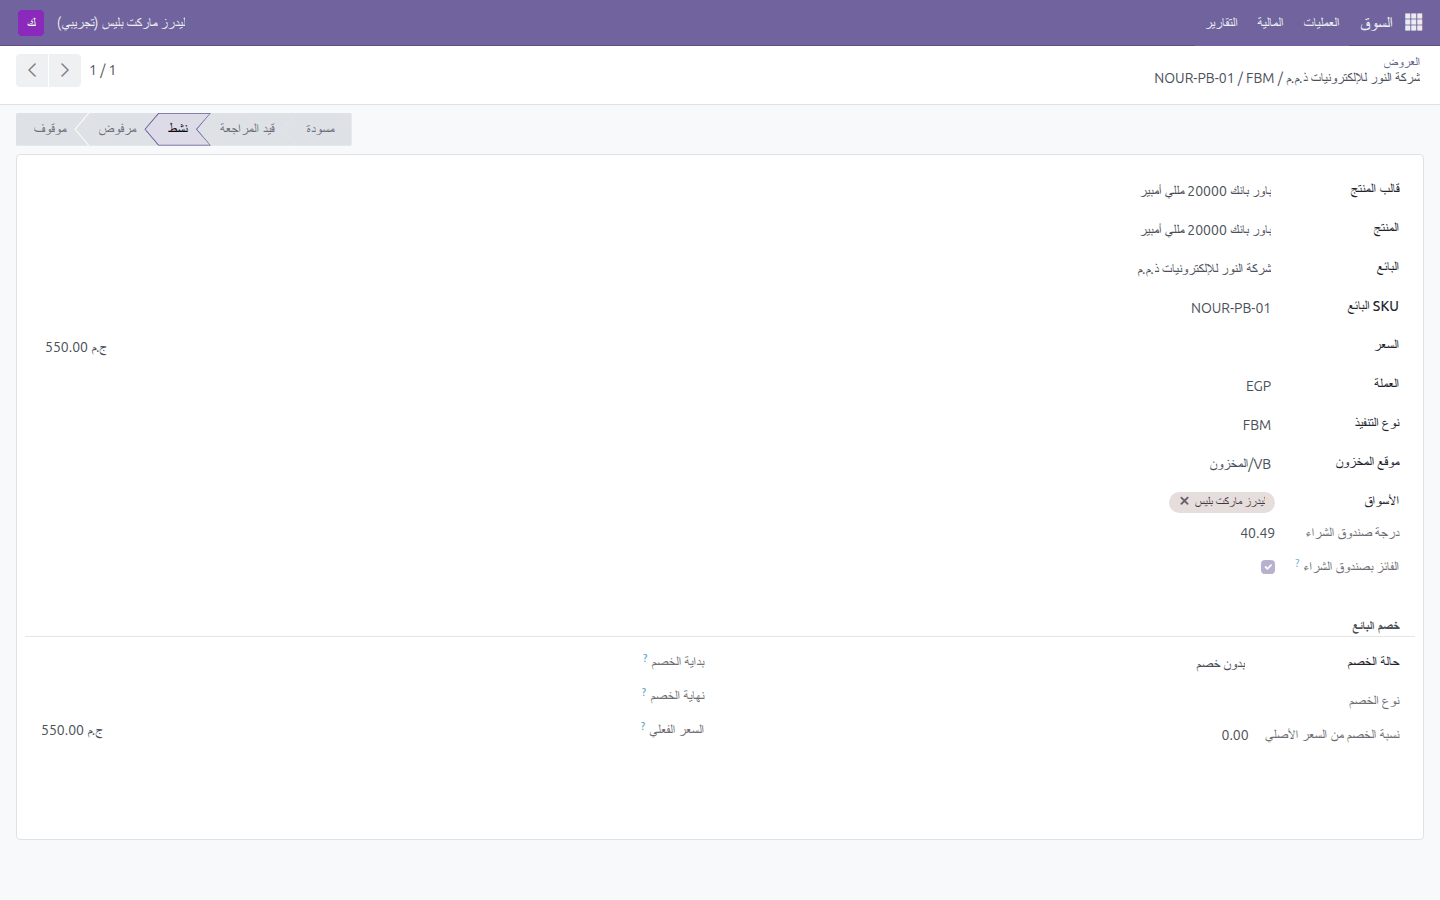 السوق العمليات المالية التقارير ليدرز ماركت بليس (تجريبي) ك
العروض
شركة النور للإلكترونيات ذ.م.م / NOUR-PB-01 / FBM
1 / 1
مسودة قيد المراجعة نشط مرفوض موقوف
قالب المنتج باور بانك 20000 مللي أمبير
المنتج باور بانك 20000 مللي أمبير
البائع شركة النور للإلكترونيات ذ.م.م
SKU البائع NOUR-PB-01
السعر 550.00 ج.م
العملة EGP
نوع التنفيذ FBM
موقع المخزون VB/المخزون
الأسواق ليدرز ماركت بليس ✕
درجة صندوق الشراء 40.49
الفائز بصندوق الشراء ?
خصم البائع
حالة الخصم بدون خصم
نوع الخصم
نسبة الخصم من السعر الأصلي 0.00
بداية الخصم ?
نهاية الخصم ?
السعر الفعلي ? 550.00 ج.م